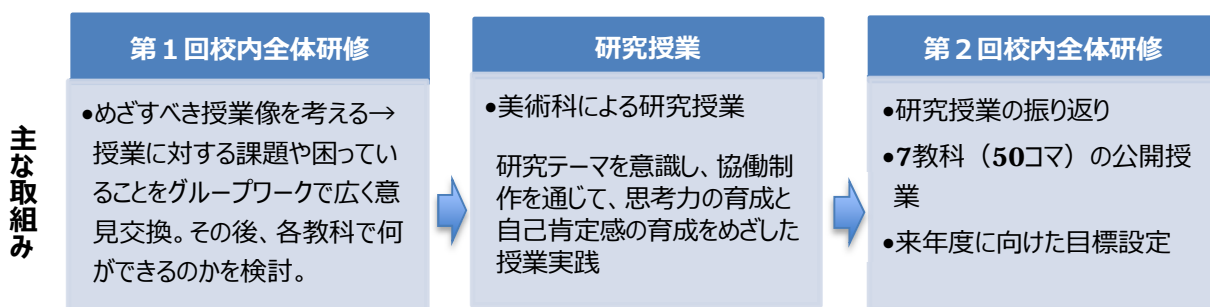 主な取組み
第１回校内全体研修
•めざすべき授業像を考える→
授業に対する課題や困ってい
ることをグループワークで広く意
見交換。その後、各教科で何
ができるのかを検討。
研究授業
•美術科による研究授業
研究テーマを意識し、協働制
作を通じて、思考力の育成と
自己肯定感の育成をめざした
授業実践
第２回校内全体研修
•研究授業の振り返り
•7教科（50コマ）の公開授
業
•来年度に向けた目標設定